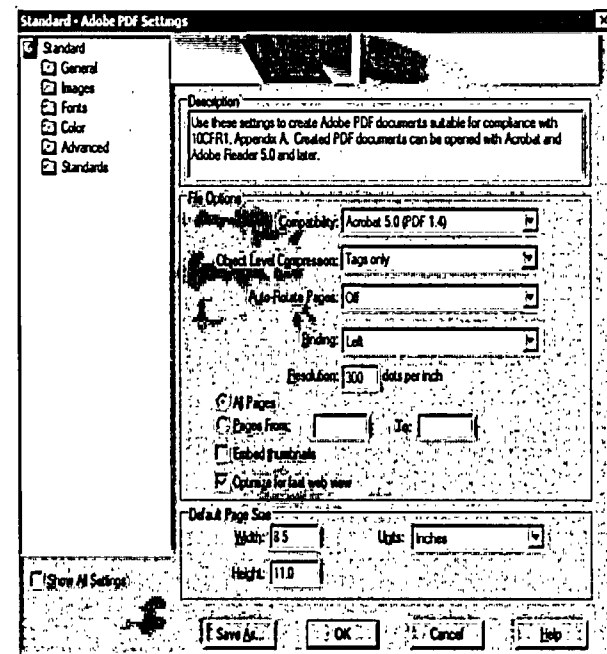 Standard - Adobe PDF Settings
Standard
General
Images
Fonts
Color
Advanced
Standards
Show All Settings
Description
Use these settings to create Adobe PDF documents suitable for compliance with
10CFR1, Appendix A. Created PDF documents can be opened with Acrobat and
Adobe Reader 5.0 and later.
File Options
Compatibility: Acrobat 5.0 (PDF 1.4)
Object Level Compression: Tags only
Auto-Rotate Pages: Off
Binding: Left
Resolution: 300 dots per inch
All Pages
Pages From: To:
Embed thumbnails
Optimize for fast web view
Default Page Size
Width: 8.5 Units: Inches
Height: 11.0
Save As... OK Cancel Help